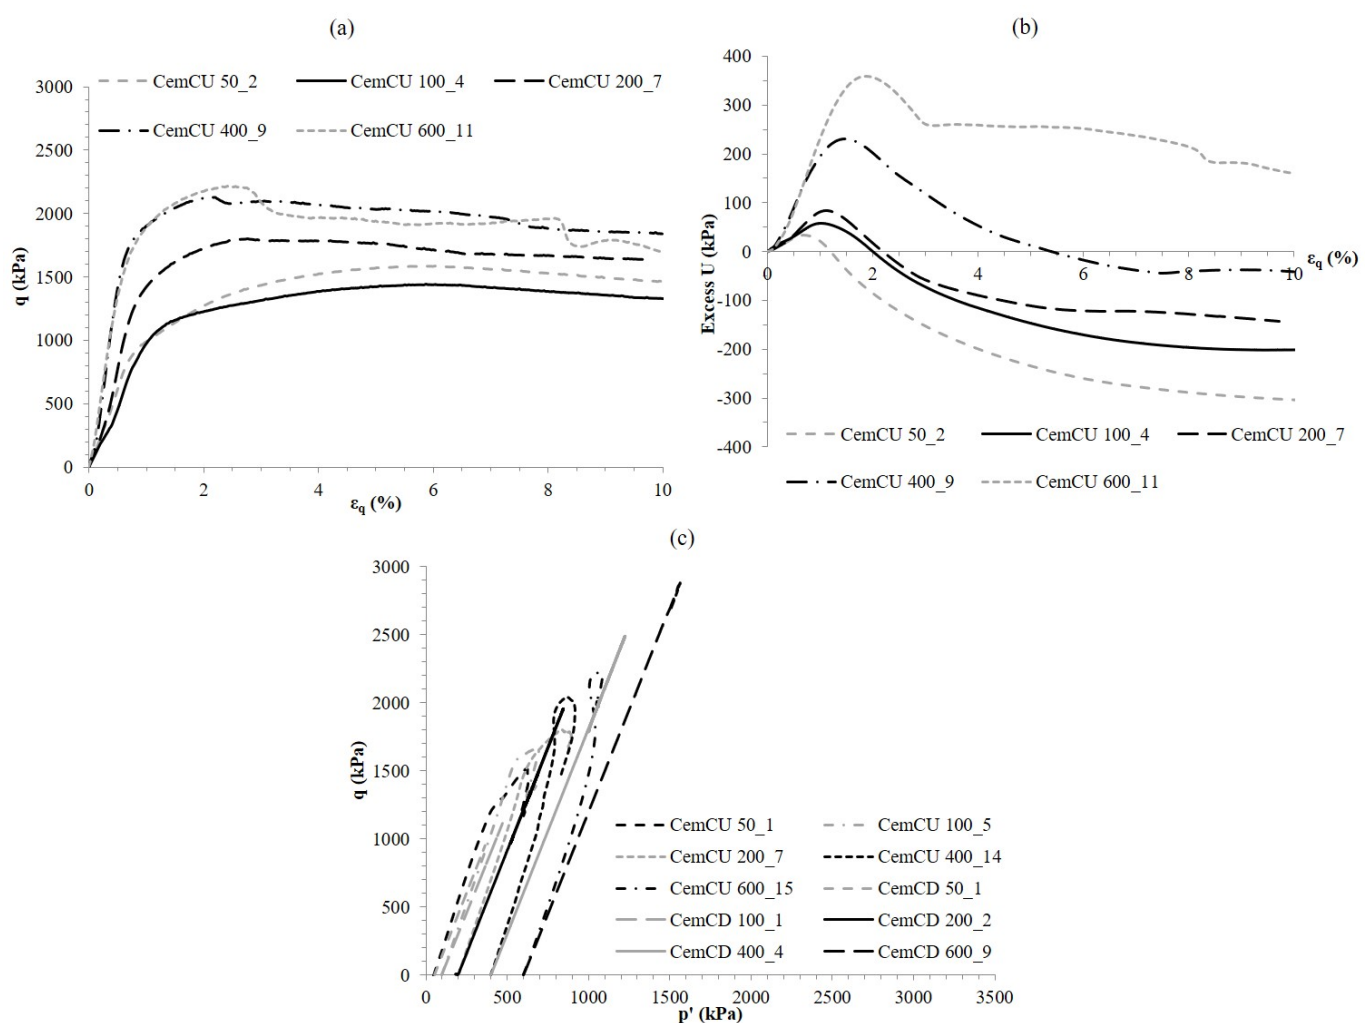 (a)
CemCU 50_2 CemCU 100_4 CemCU 200_7
CemCU 400_9 CemCU 600_11
3000
2500
2000
1500
1000
500
0
q (kPa)
0 2 4 6 8 10
εq (%)
(b)
400
300
200
100
0
-100
-200
-300
-400
Excess U (kPa)
0 2 4 6 8 10
εq (%)
CemCU 50_2 CemCU 100_4 CemCU 200_7
CemCU 400_9 CemCU 600_11
(c)
3000
2500
2000
1500
1000
500
0
q (kPa)
CemCU 50_1 CemCU 100_5
CemCU 200_7 CemCU 400_14
CemCU 600_15 CemCD 50_1
CemCD 100_1 CemCD 200_2
CemCD 400_4 CemCD 600_9
0 500 1000 1500 2000 2500 3000 3500
p' (kPa)